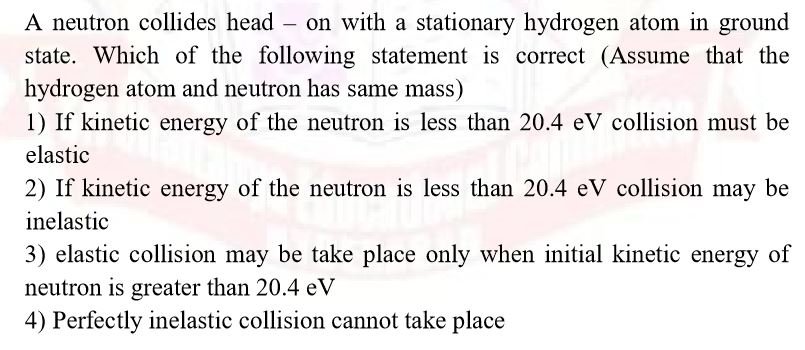 A neutron collides head – on with a stationary hydrogen atom in ground
state. Which of the following statement is correct (Assume that the
hydrogen atom and neutron has same mass)
1) If kinetic energy of the neutron is less than 20.4 eV collision must be
elastic
2) If kinetic energy of the neutron is less than 20.4 eV collision may be
inelastic
3) elastic collision may be take place only when initial kinetic energy of
neutron is greater than 20.4 eV
4) Perfectly inelastic collision cannot take place